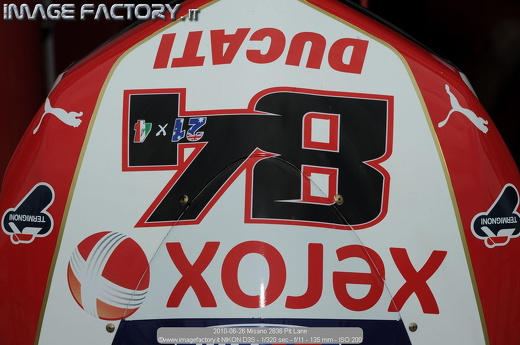 IMAGE FACTORY.IT
DUCATI
84
xerox
TERMIGNONI
TERMIGNONI
2010-06-26 Misano 2836 Pit Lane
©www.imagefactory.it NIKON D3S - 1/320 sec - f/11 - 135 mm - ISO 200